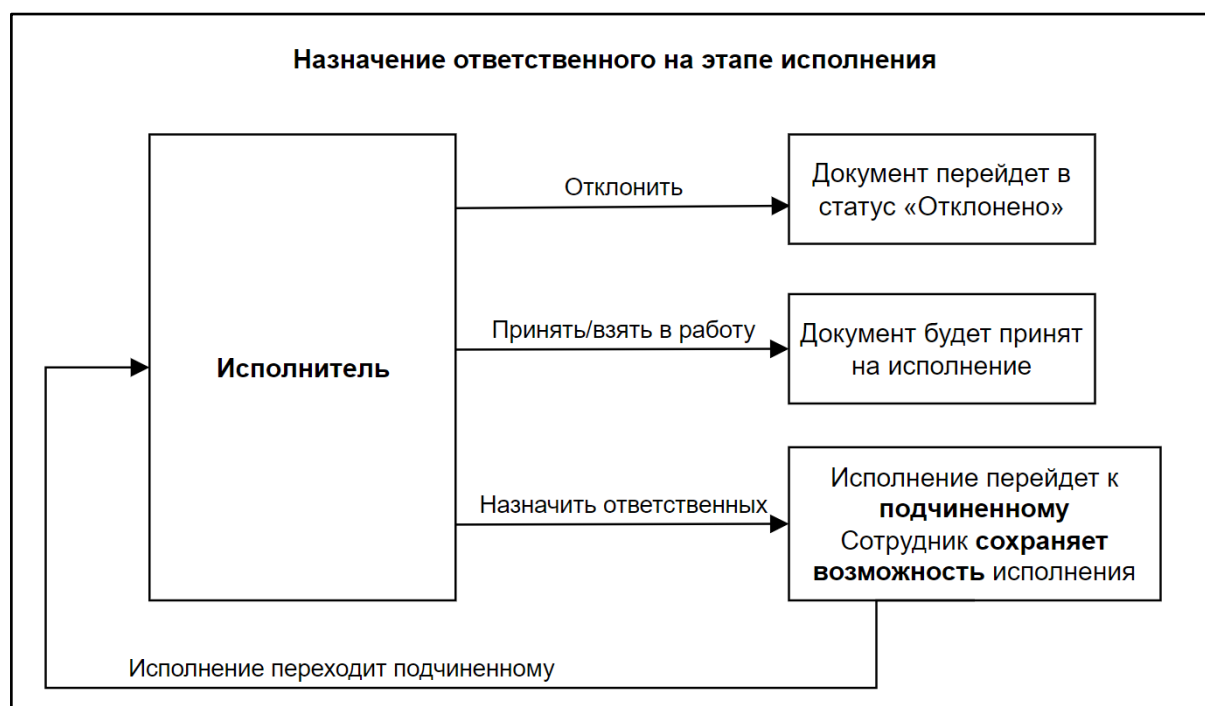 Назначение ответственного на этапе исполнения
Отклонить
Документ перейдет в
статус «Отклонено»
Исполнитель
Принять/взять в работу
Документ будет принят
на исполнение
Назначить ответственных
Исполнение перейдет к
подчиненному
Сотрудник сохраняет
возможность исполнения
Исполнение переходит подчиненному